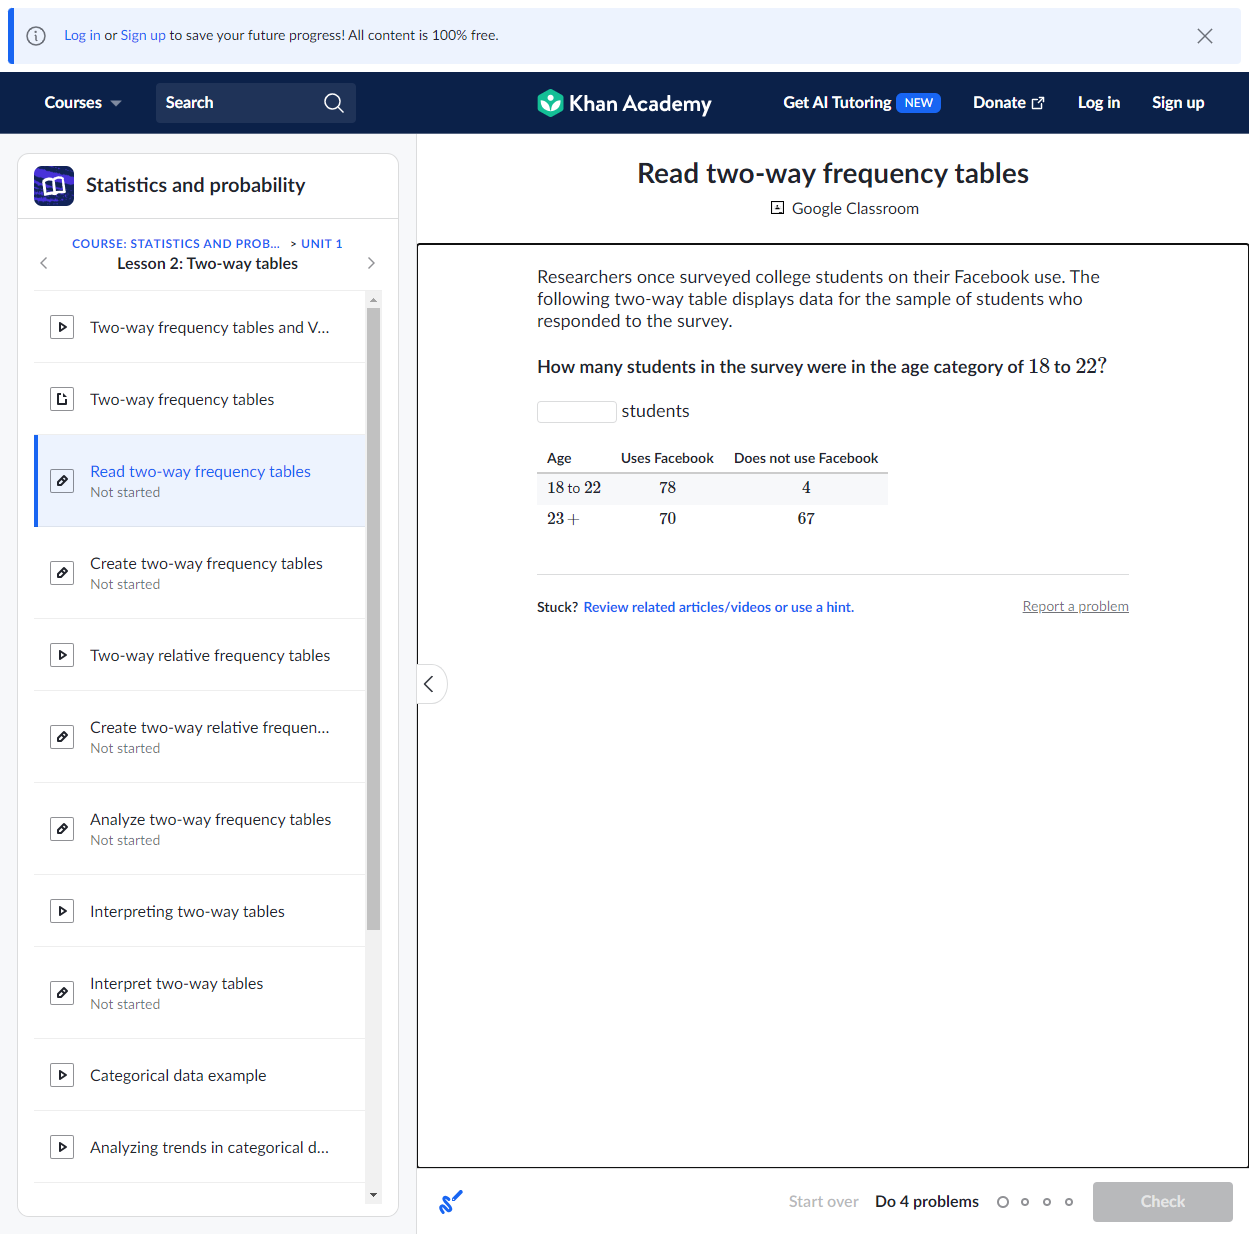 Log in or Sign up to save your future progress! All content is 100% free.
Courses
Search
Khan Academy
Get AI Tutoring NEW
Donate
Log in
Sign up
Statistics and probability
COURSE: STATISTICS AND PROB... > UNIT 1
Lesson 2: Two-way tables
Two-way frequency tables and V...
Two-way frequency tables
Read two-way frequency tables
Not started
Create two-way frequency tables
Not started
Two-way relative frequency tables
Create two-way relative frequen...
Not started
Analyze two-way frequency tables
Not started
Interpreting two-way tables
Interpret two-way tables
Not started
Categorical data example
Analyzing trends in categorical d...
Read two-way frequency tables
Google Classroom
Researchers once surveyed college students on their Facebook use. The
following two-way table displays data for the sample of students who
responded to the survey.
How many students in the survey were in the age category of 18 to 22?
students
Age Uses Facebook Does not use Facebook
18 to 22 78 4
23+ 70 67
Stuck? Review related articles/videos or use a hint.
Report a problem
Start over
Do 4 problems
Check